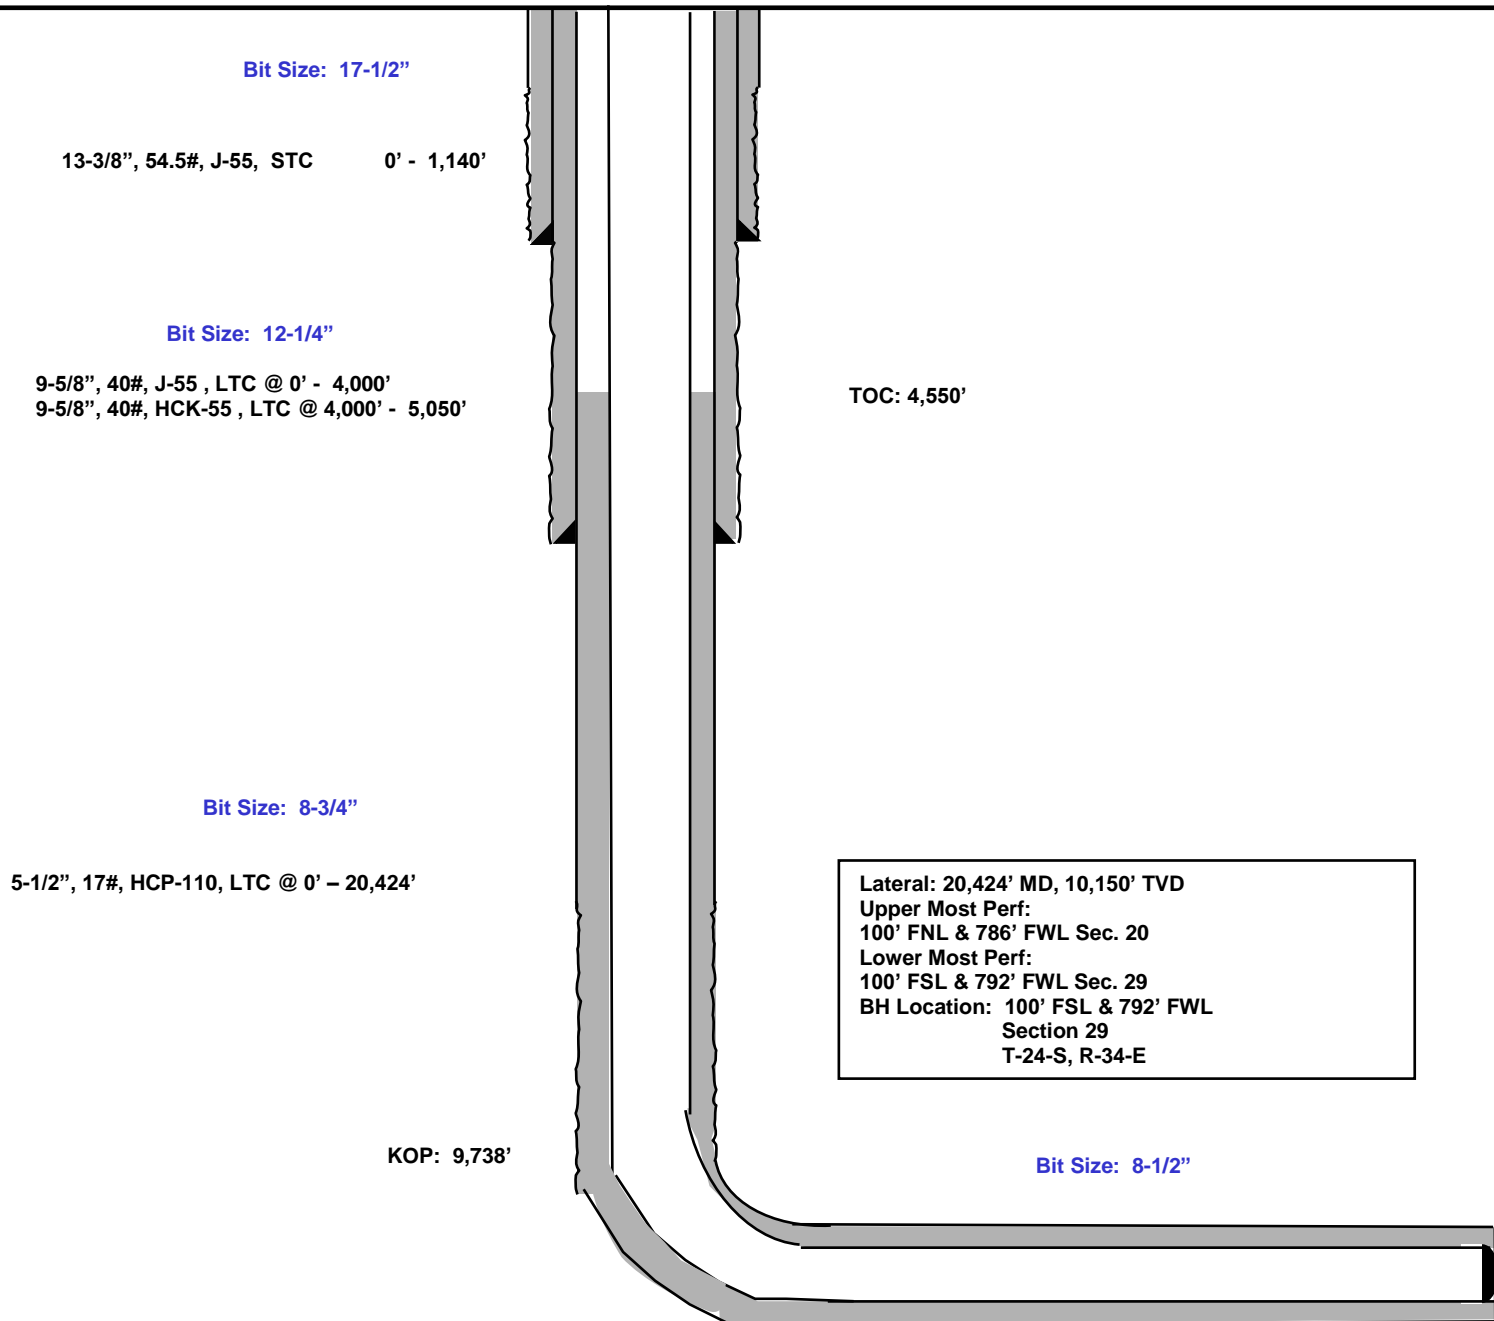 Bit Size: 17-1/2”
13-3/8”, 54.5#, J-55, STC 0’ - 1,140’
Bit Size: 12-1/4”
9-5/8”, 40#, J-55 , LTC @ 0’ - 4,000’
9-5/8”, 40#, HCK-55 , LTC @ 4,000’ - 5,050’
TOC: 4,550’
Bit Size: 8-3/4”
5-1/2”, 17#, HCP-110, LTC @ 0’ – 20,424’
Lateral: 20,424’ MD, 10,150’ TVD
Upper Most Perf:
100’ FNL & 786’ FWL Sec. 20
Lower Most Perf:
100’ FSL & 792’ FWL Sec. 29
BH Location: 100’ FSL & 792’ FWL
Section 29
T-24-S, R-34-E
KOP: 9,738’
Bit Size: 8-1/2”